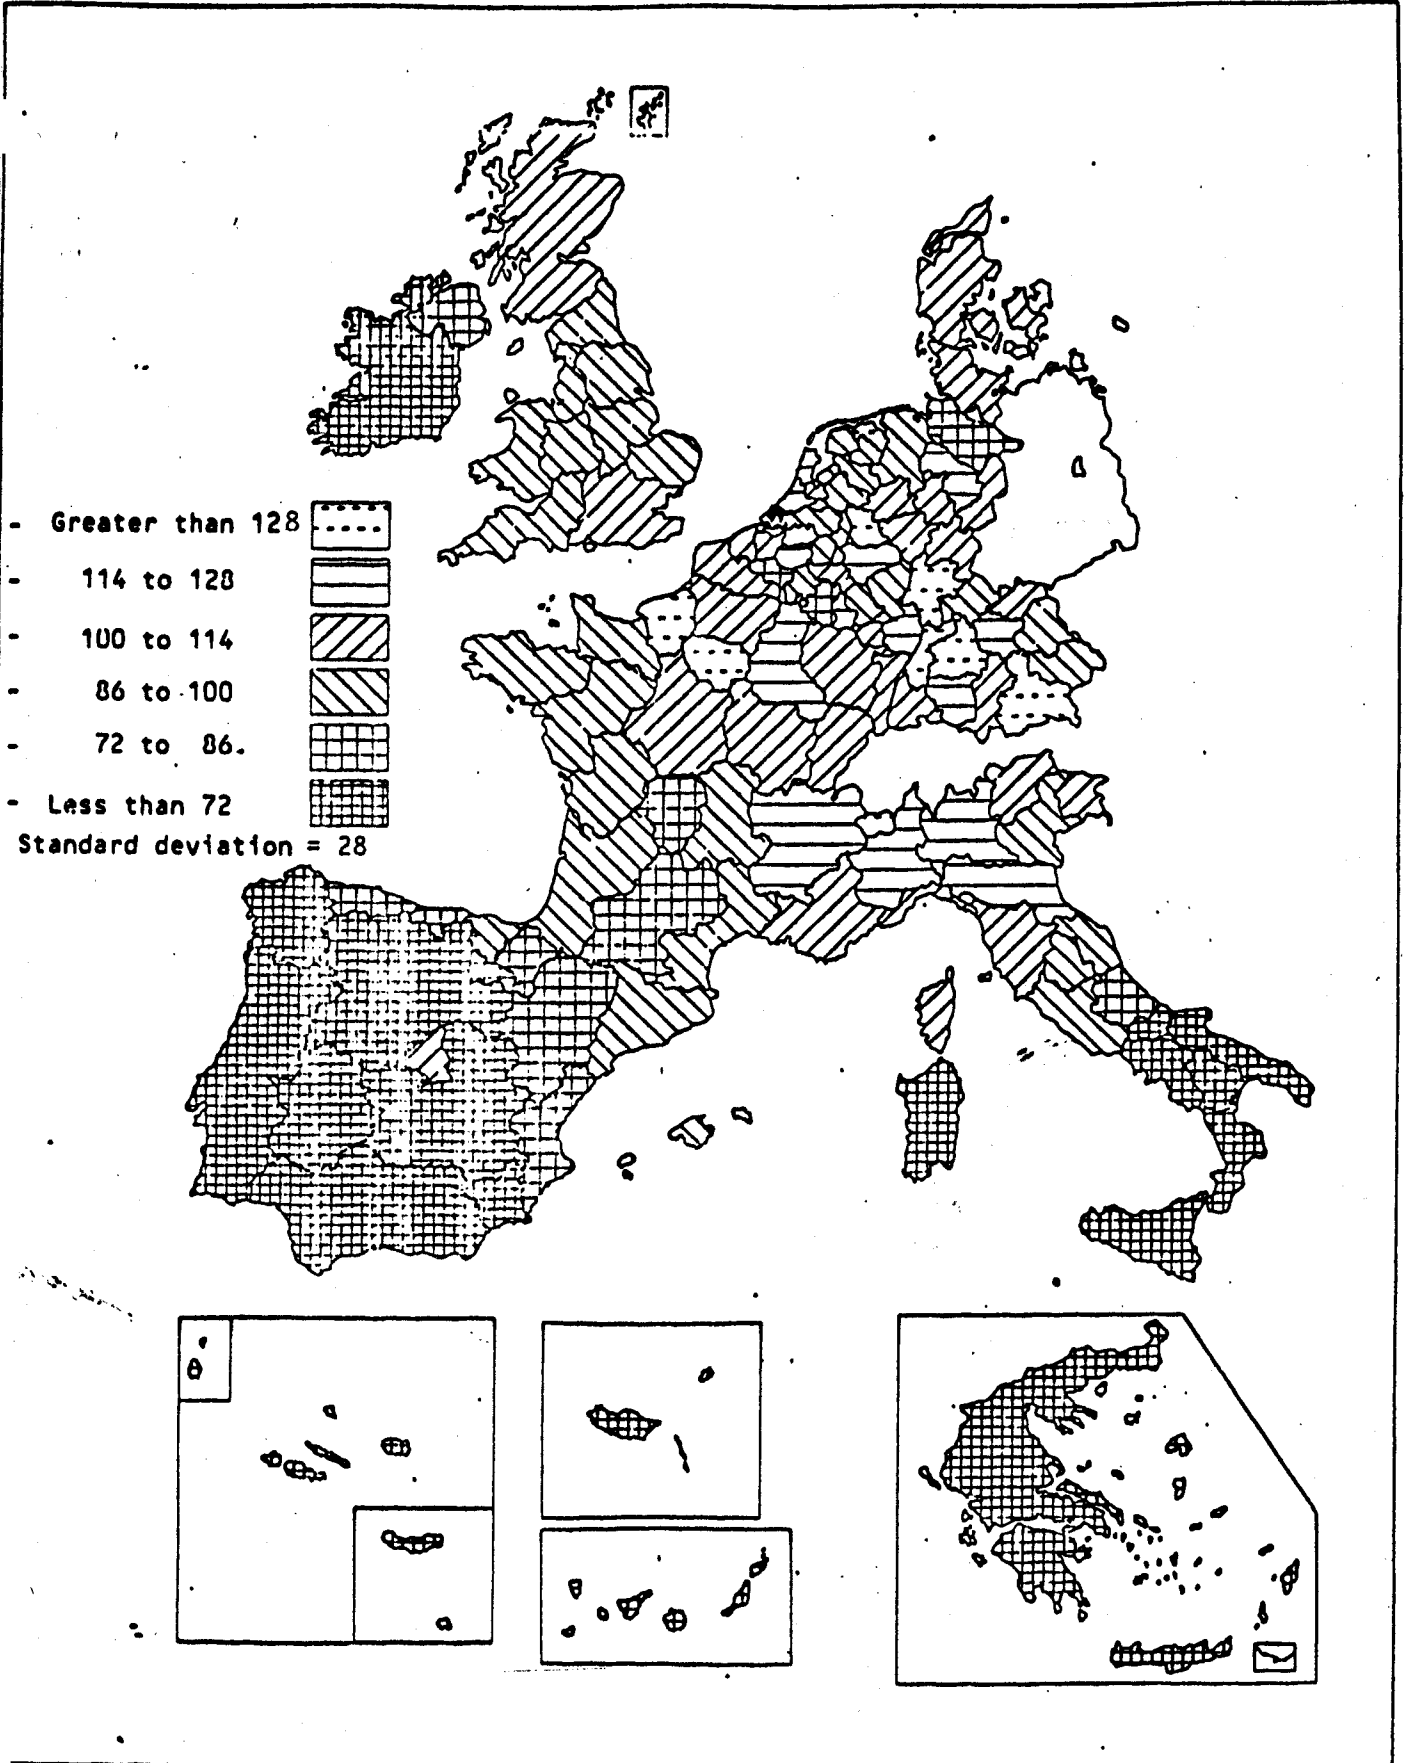 - Greater than 128
- 114 to 128
- 100 to 114
- 86 to 100
- 72 to 86.
- Less than 72
Standard deviation = 28